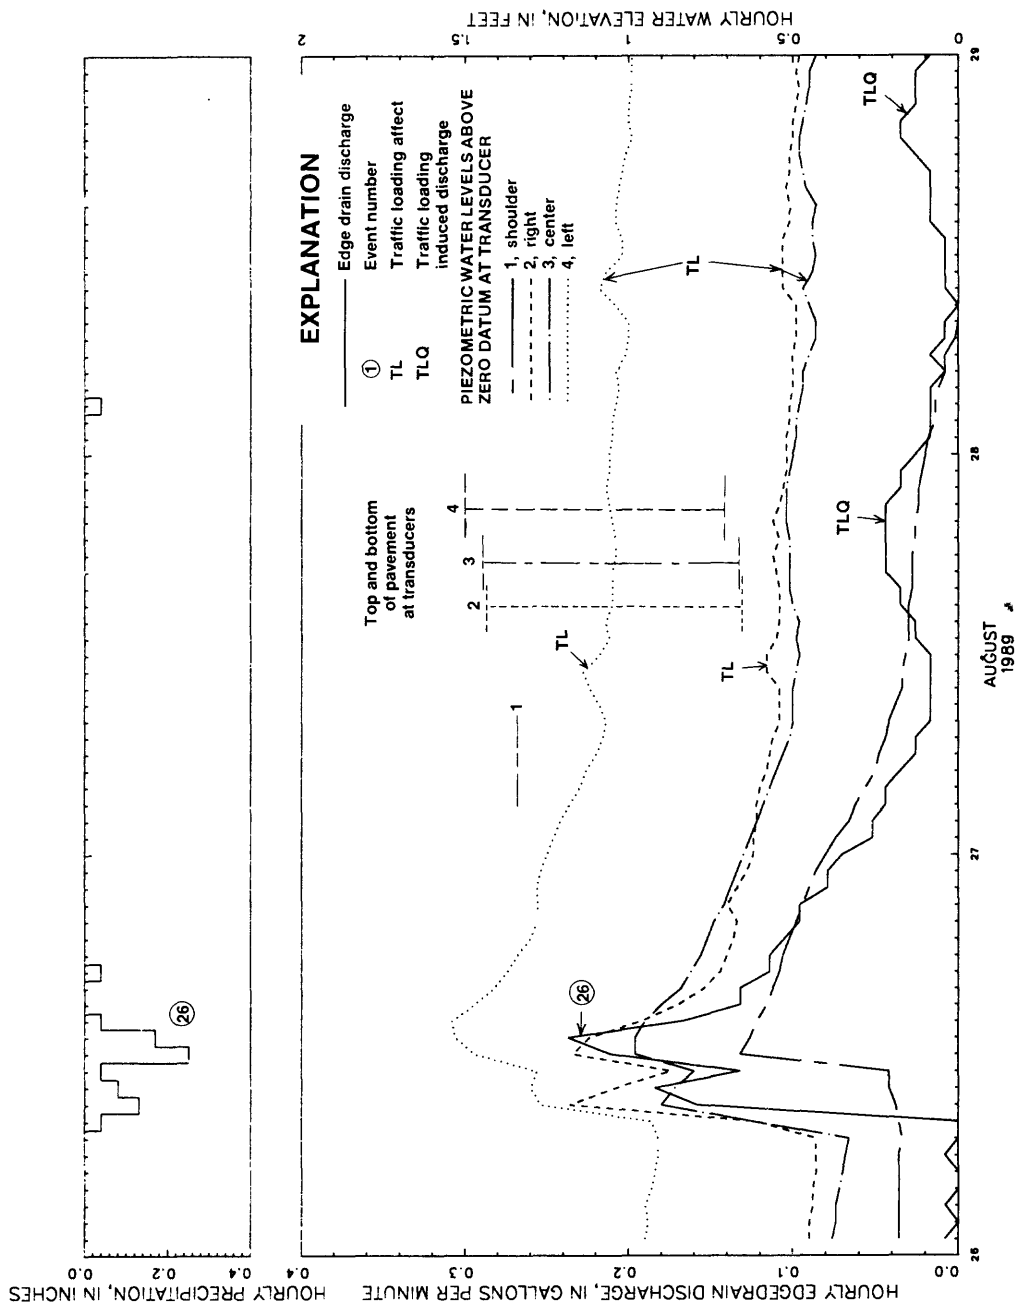 HOURLY PRECIPITATION, IN INCHES
0.0
0.2
0.4
26
HOURLY EDGEDRAIN DISCHARGE, IN GALLONS PER MINUTE
0.4
0.3
0.2
0.1
0.0
HOURLY WATER ELEVATION, IN FEET
2
1.5
1
0.5
0
EXPLANATION
Edge drain discharge
1 Event number
TL Traffic loading affect
TLQ Traffic loading
induced discharge
PIEZOMETRIC WATER LEVELS ABOVE
ZERO DATUM AT TRANSDUCER
1, shoulder
2, right
3, center
4, left
Top and bottom
of pavement
at transducers
1
2
3
4
26
TL
TL
TL
TLQ
TLQ
26
27
28
29
AUGUST
1989